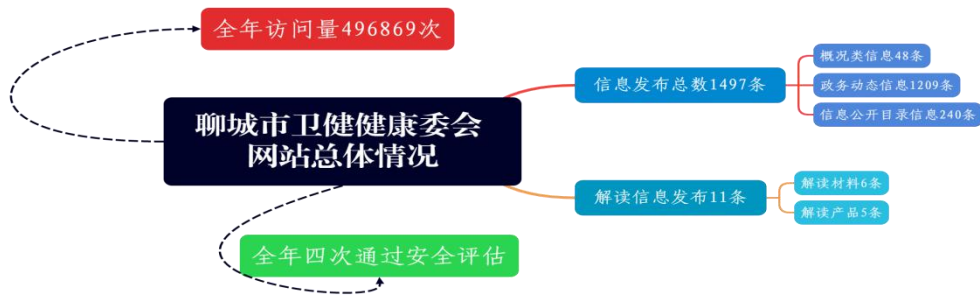 全年访问量496869次
聊城市卫健健康委会
网站总体情况
全年四次通过安全评估
信息发布总数1497条
概况类信息48条
政务动态信息1209条
信息公开目录信息240条
解读信息发布11条
解读材料6条
解读产品5条